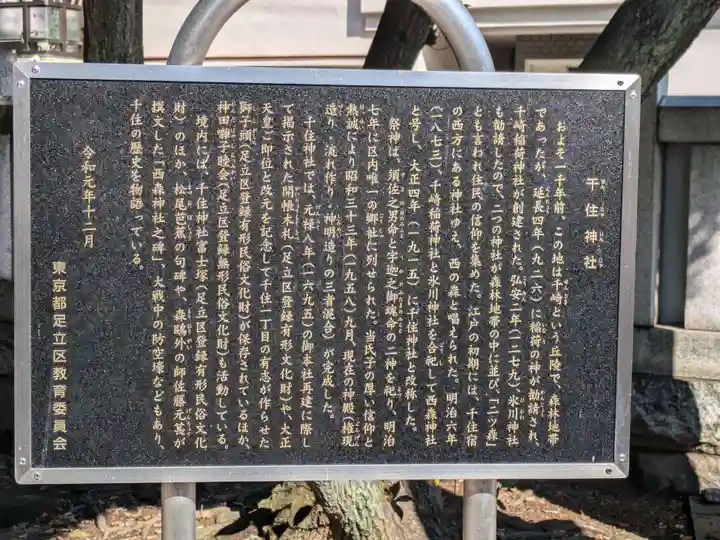 千住神社
およそ一千年前、この地は千崎という丘陵で、森林地帯
であったが、延長四年（九二六）に稲荷の神が勧請され、
千崎稲荷神社が創建された。弘安二年（一二七九）氷川神社
も勧請したので、二つの神社が森林地帯の中に並び、「二ツ森」
とも言われ住民の信仰を集めた。江戸の初期には、千住宿
の西方にある神社ゆえ、西の森と唱えられた。明治六年
（一八七三）、千崎稲荷神社と氷川神社を合祀して西森神社
と号し、大正四年（一九一五）に千住神社と改称した。
祭神は、須佐之男命と宇迦之御魂命の二神を祀り、明治
七年に区内唯一の郷社に列せられた。当氏子の厚い信仰と
熱誠により昭和三十三年（一九五八）九月、現在の神殿（権現
造り・流れ作り・神明造りの三者混合）が完成した。
千住神社では、元禄八年（一六九五）の御本社再建に際し
て掲示された開帳木札（足立区登録有形民俗文化財）や、大正
天皇ご即位と改元を記念して千住一丁目の有志が作らせた
獅子頭（足立区登録有形民俗文化財）が保存されているほか、
神田囃子睦会（足立区登録無形民俗文化財）も活動している。
境内には、千住神社富士塚（足立区登録有形民俗文化
財）のほか、松尾芭蕉の句碑や、森鴎外の師佐藤元萇が
撰文した「西森神社之碑」、大戦中の防空壕などもあり、
千住の歴史を物語っている。
令和元年十二月
東京都足立区教育委員会